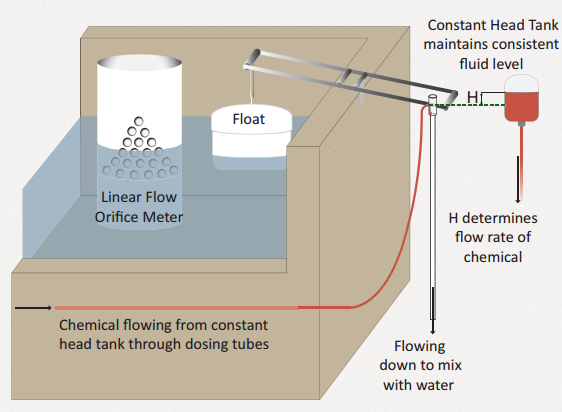 Constant Head Tank
maintains consistent
fluid level
H
Float
Linear Flow
Orifice Meter
H determines
flow rate of
chemical
Chemical flowing from constant
head tank through dosing tubes
Flowing
down to mix
with water